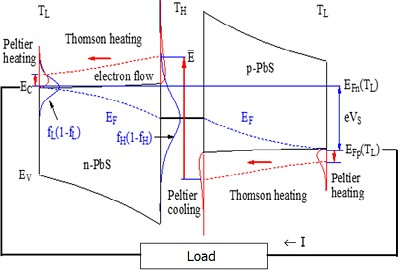 T_L
T_H
T_L
Peltier
heating
Thomson heating
E̅
p-PbS
electron flow
E_C
E_Fn(T_L)
E_F
E_F
eV_S
f_L(1-f_L)
f_H(1-f_H)
E_Fp(T_L)
E_V
n-PbS
Peltier
cooling
Thomson heating
Peltier
heating
← I
Load